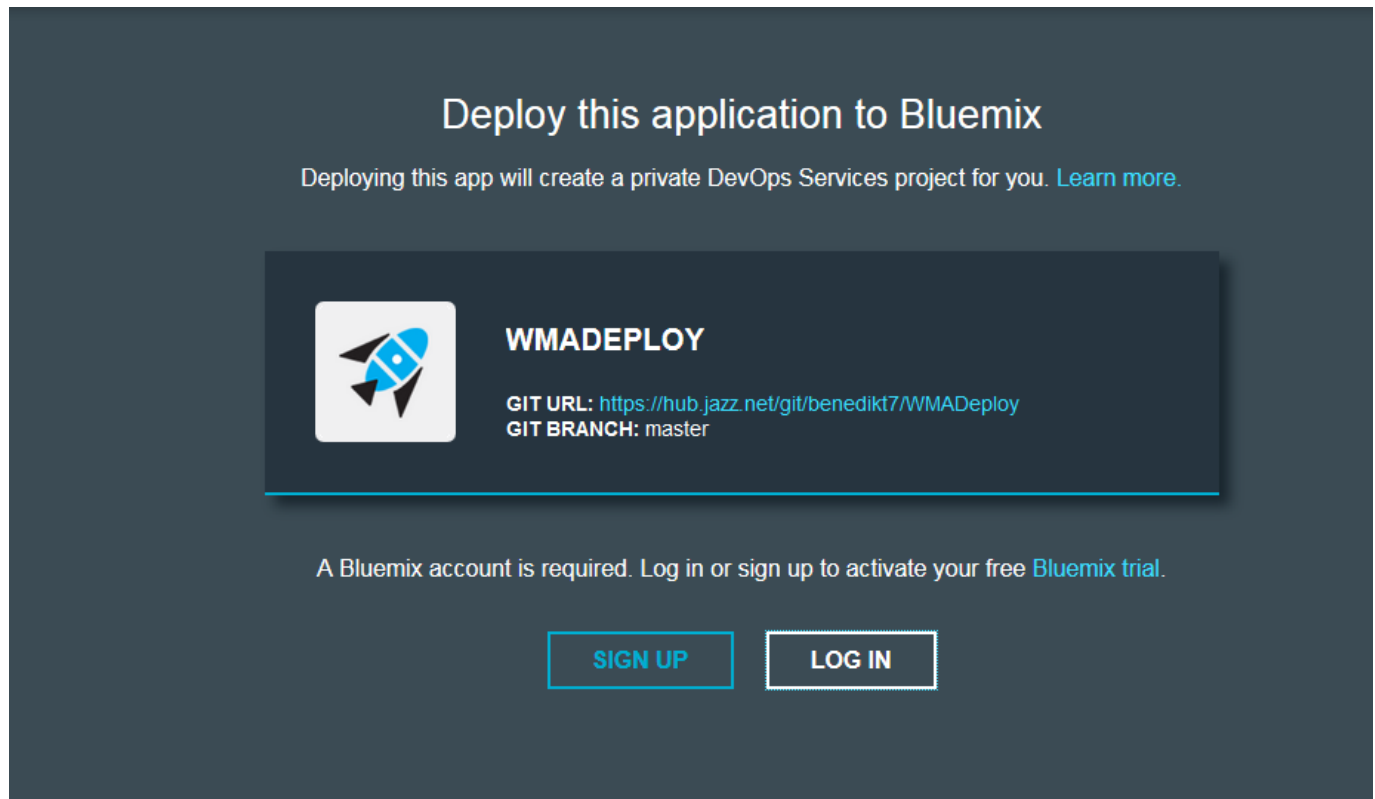 Deploy this application to Bluemix
Deploying this app will create a private DevOps Services project for you. Learn more.
WMADEPLOY
GIT URL: https://hub.jazz.net/git/benedikt7/WMADeploy
GIT BRANCH: master
A Bluemix account is required. Log in or sign up to activate your free Bluemix trial.
SIGN UP
LOG IN